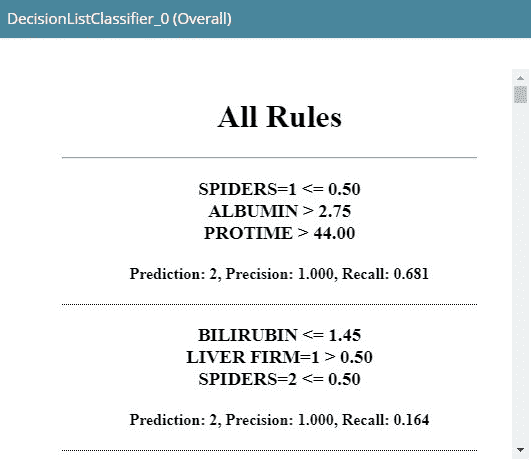 DecisionListClassifier_0 (Overall)
All Rules
SPIDERS=1 <= 0.50
ALBUMIN > 2.75
PROTIME > 44.00
Prediction: 2, Precision: 1.000, Recall: 0.681
BILIRUBIN <= 1.45
LIVER FIRM=1 > 0.50
SPIDERS=2 <= 0.50
Prediction: 2, Precision: 1.000, Recall: 0.164